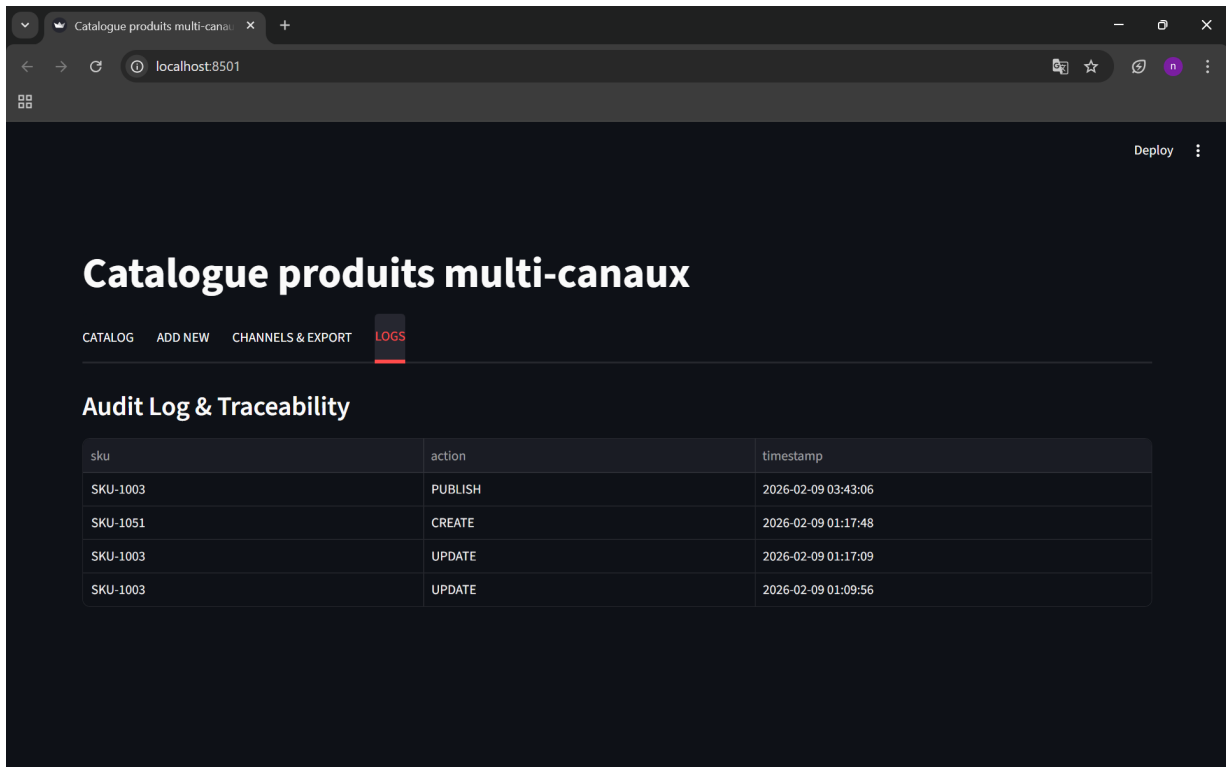 Catalogue produits multi-canau
localhost:8501
n
Deploy
Catalogue produits multi-canaux
CATALOG ADD NEW CHANNELS & EXPORT LOGS
Audit Log & Traceability
sku action timestamp
SKU-1003 PUBLISH 2026-02-09 03:43:06
SKU-1051 CREATE 2026-02-09 01:17:48
SKU-1003 UPDATE 2026-02-09 01:17:09
SKU-1003 UPDATE 2026-02-09 01:09:56